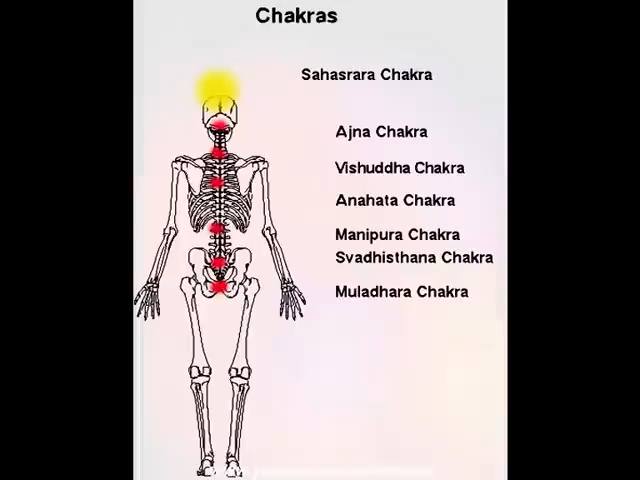 Chakras
Sahasrara Chakra
Ajna Chakra
Vishuddha Chakra
Anahata Chakra
Manipura Chakra
Svadhisthana Chakra
Muladhara Chakra